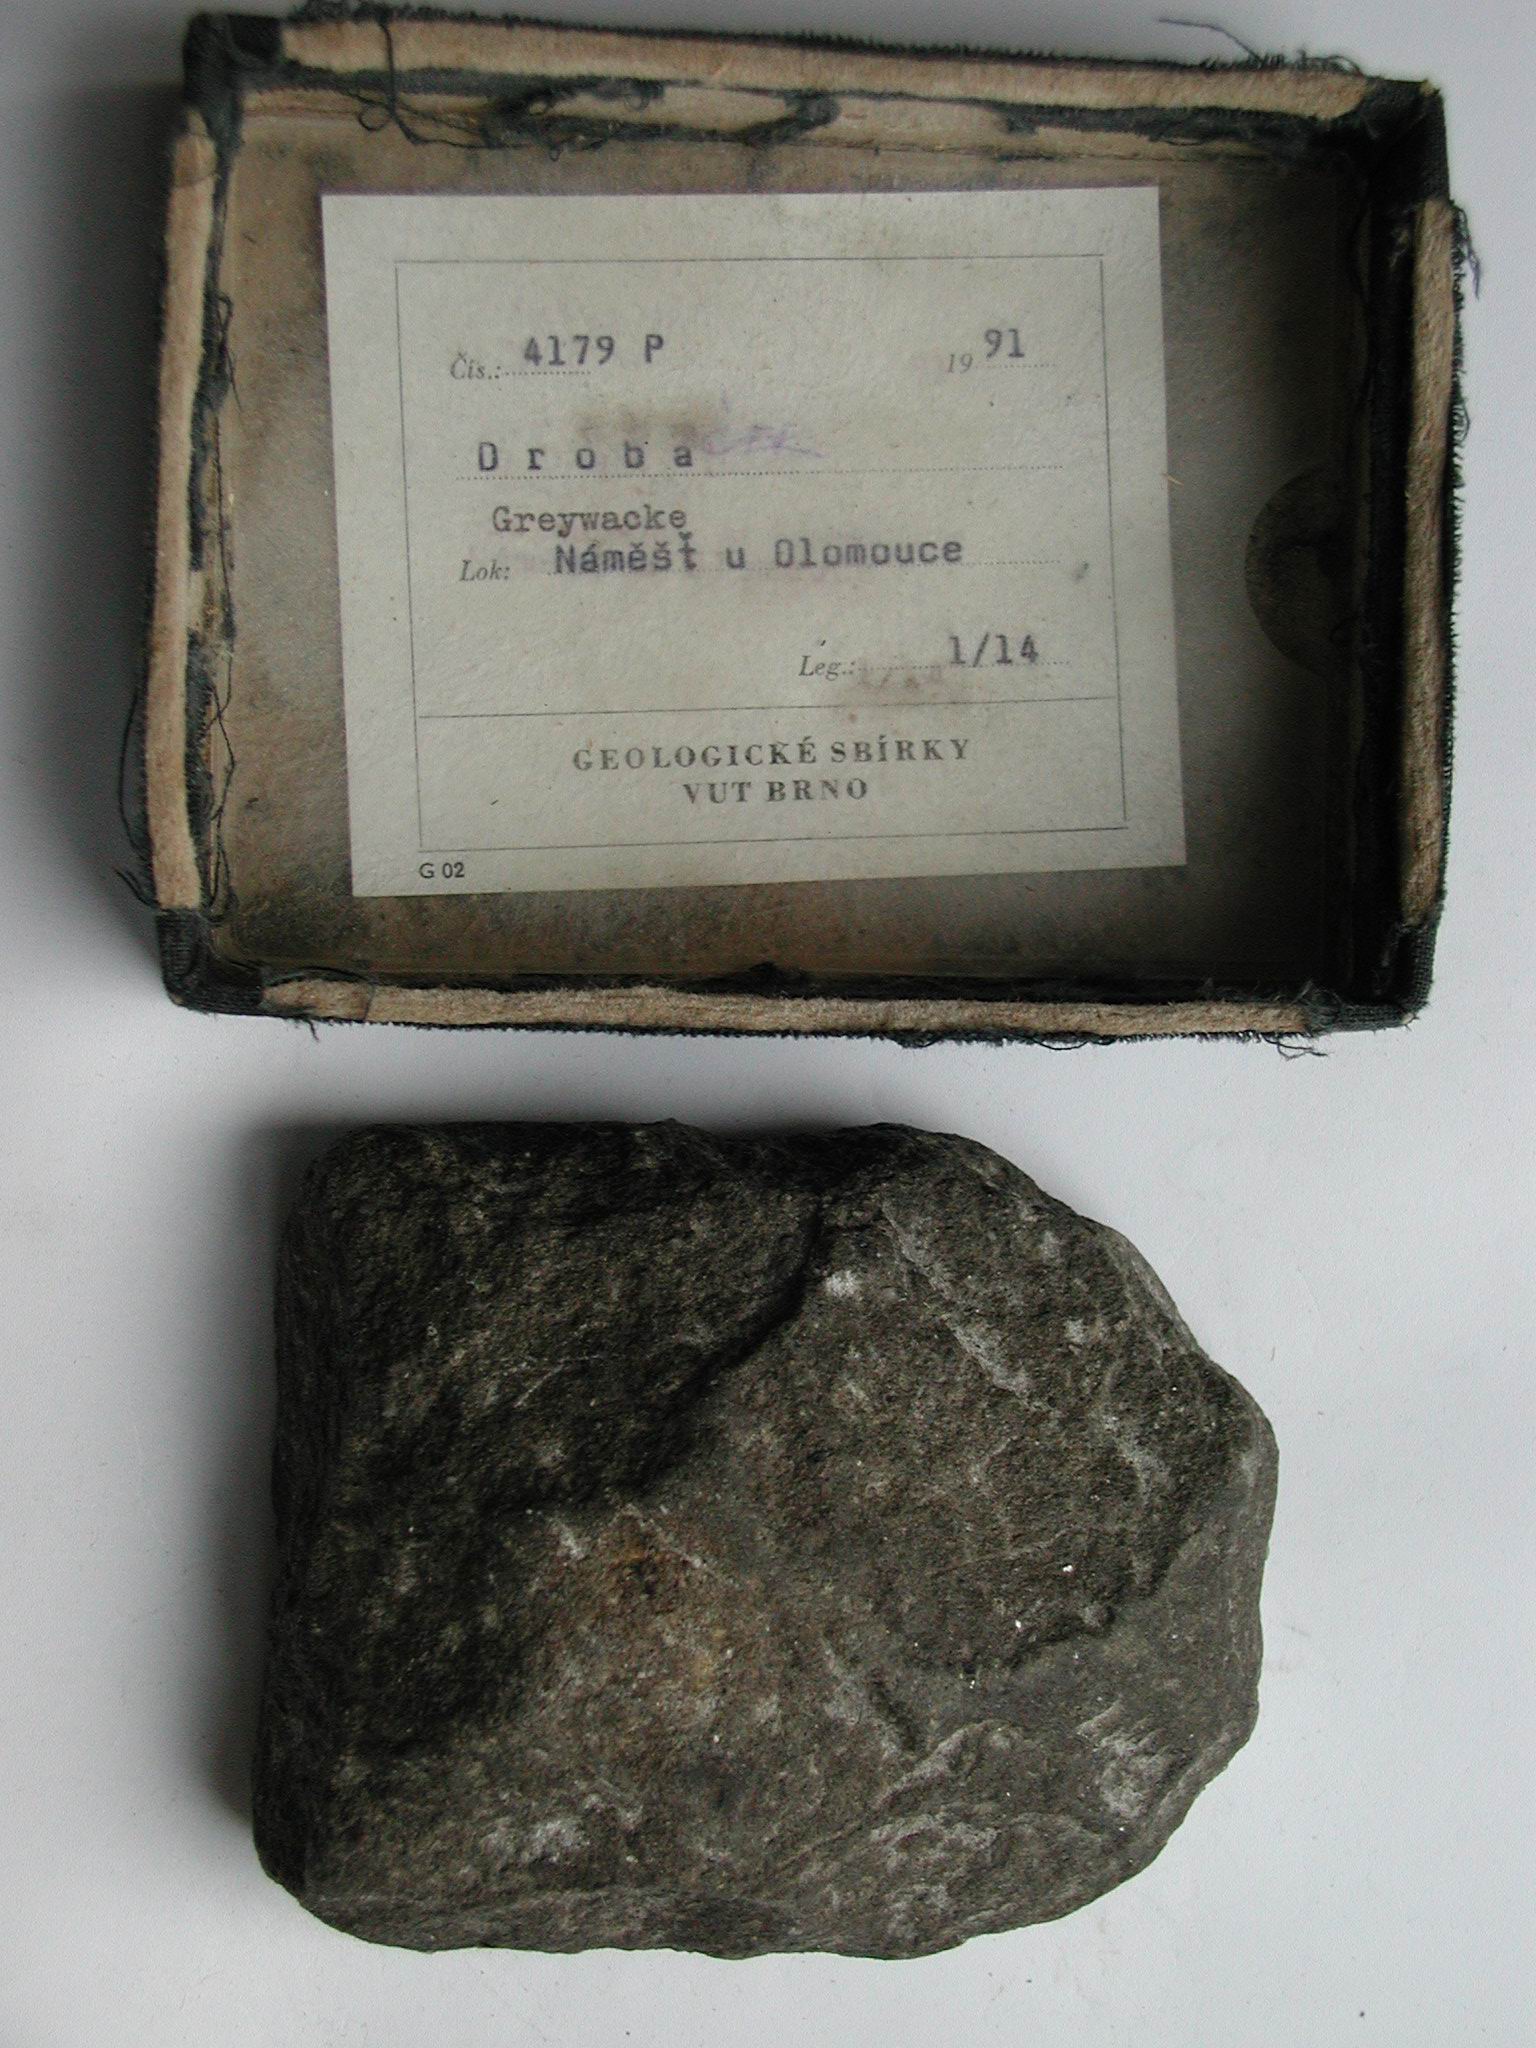 Čís.: 4179 P 1991
Droba
Greywacke
Lok: Náměšť u Olomouce
Leg.: 1/14
GEOLOGICKÉ SBÍRKY
VUT BRNO
G 02